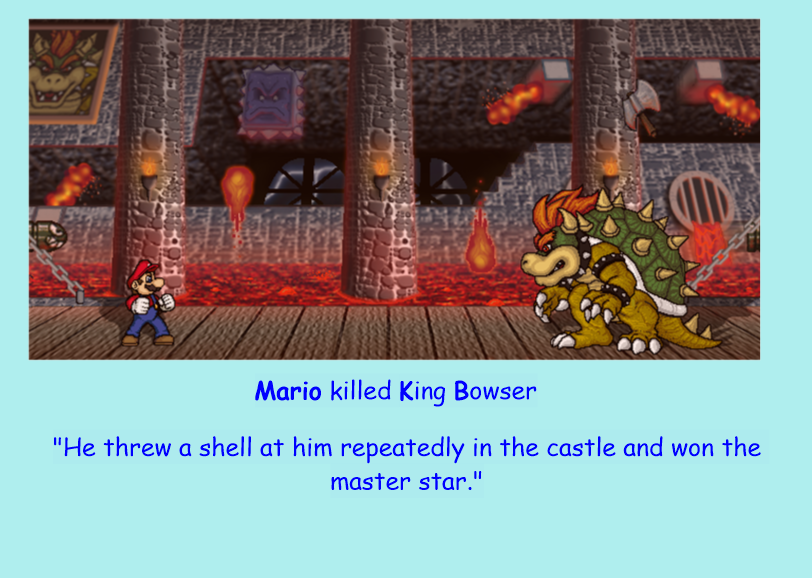 Mario killed King Bowser
"He threw a shell at him repeatedly in the castle and won the
master star."